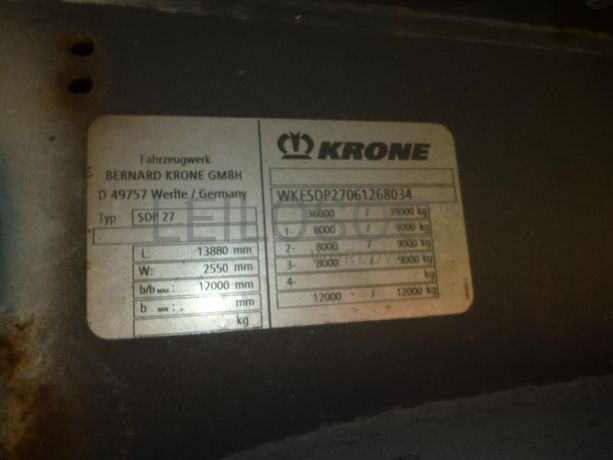 Fahrzeugwerk
BERNARD KRONE GMBH
D 49757 Werlte / Germany
Typ SDP 27
L: 13880 mm
W: 2550 mm
b/b MAX: 12000 mm
b MIN: . mm
kg
KRONE
WKESDP27061268034
36000 / 39000 kg
1- 8000 / 9000 kg
2- 8000 / 9000 kg
3- 8000 / 9000 kg
4- kg
12000 / 12000 kg
LEILOSOC®
WORLDW